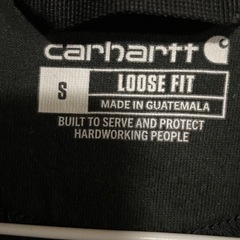 carhartt
S LOOSE FIT
MADE IN GUATEMALA
BUILT TO SERVE AND PROTECT
HARDWORKING PEOPLE